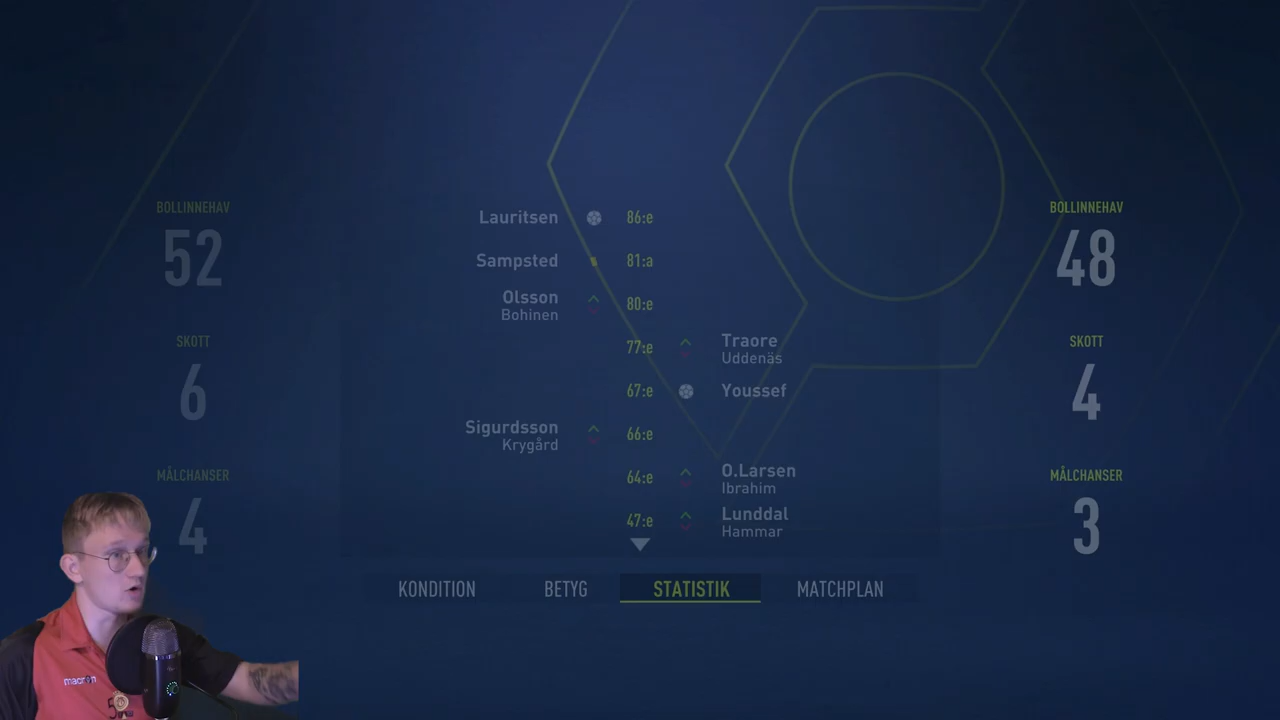 BOLLINNEHAV
52
SKOTT
6
MÅLCHANSER
4
Lauritsen 86:e
Sampsted 81:a
Olsson 80:e
Bohinen
77:e Traore
Uddenäs
67:e Youssef
Sigurdsson 66:e
Krygård
64:e O.Larsen
Ibrahim
47:e Lunddal
Hammar
BOLLINNEHAV
48
SKOTT
4
MÅLCHANSER
3
KONDITION BETYG STATISTIK MATCHPLAN
macron